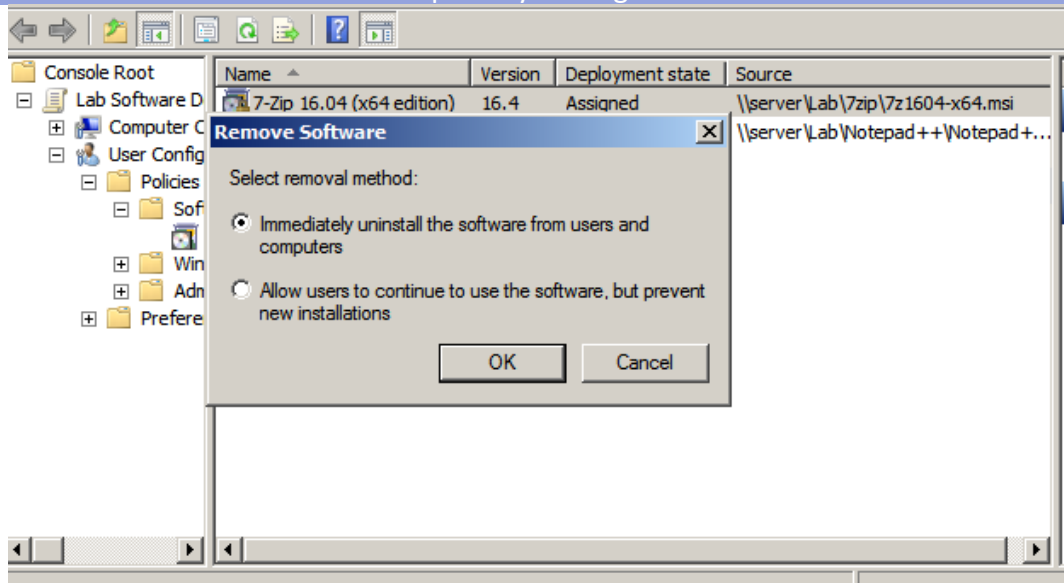 Console Root
Name
Version
Deployment state
Source
Lab Software D
7-Zip 16.04 (x64 edition)
16.4
Assigned
\\server\Lab\7zip\7z1604-x64.msi
Computer C
Remove Software
\\server\Lab\Notepad++\Notepad+...
User Config
Policies
Select removal method:
Soft
Immediately uninstall the software from users and
computers
Win
Adn
Allow users to continue to use the software, but prevent
new installations
Prefere
OK
Cancel